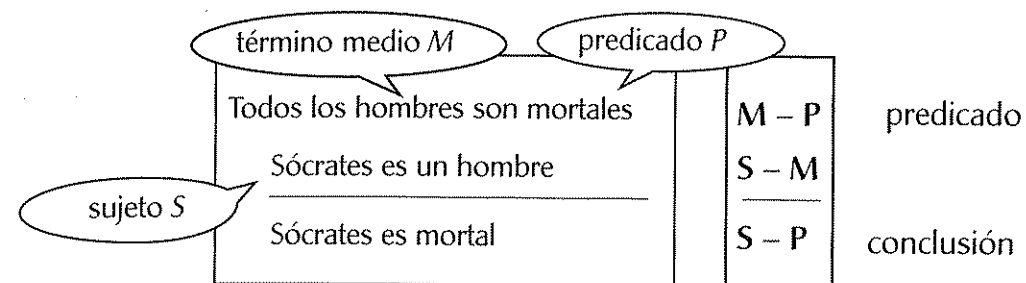 término medio M
predicado P
Todos los hombres son mortales
M – P
predicado
Sócrates es un hombre
S – M
sujeto S
Sócrates es mortal
S – P
conclusión